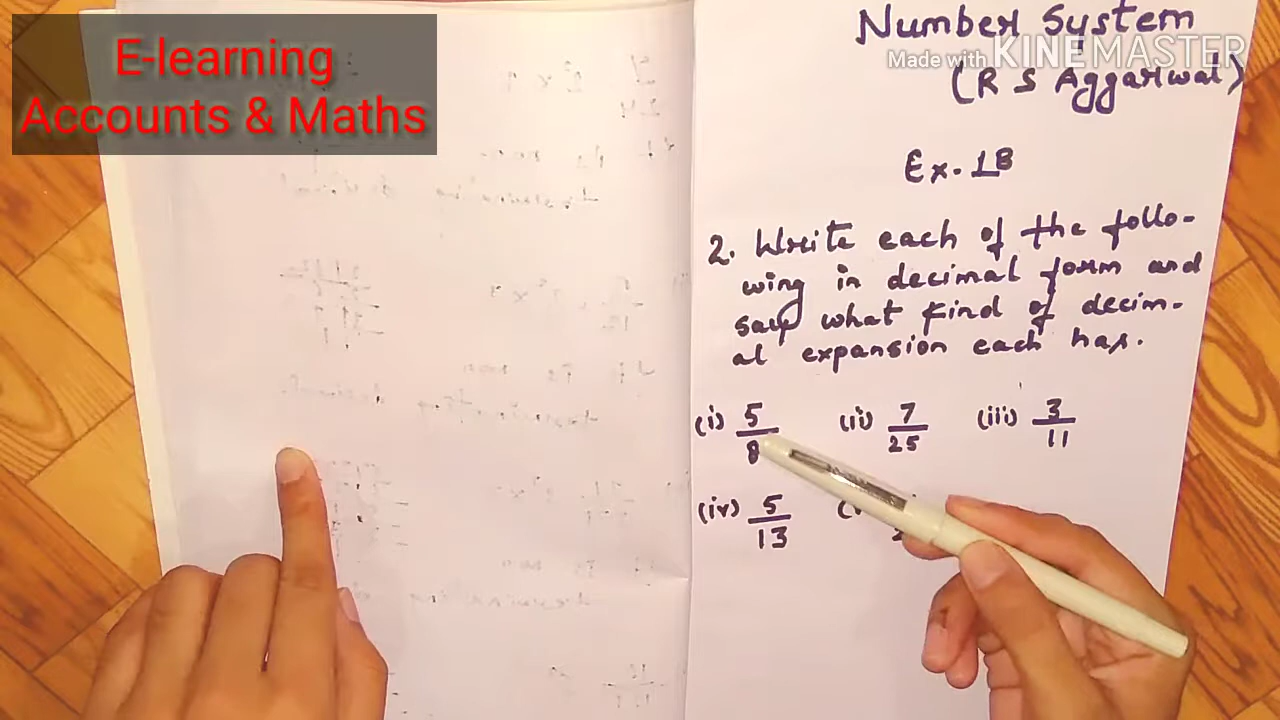 E-learning
Accounts & Maths
Made with KINEMASTER
Number System
(R S Aggarwal)
Ex. 1B
2. Write each of the follo-
wing in decimal form and
say what kind of decim-
al expansion each has.
(i) 5/8 (ii) 7/25 (iii) 3/11
(iv) 5/13